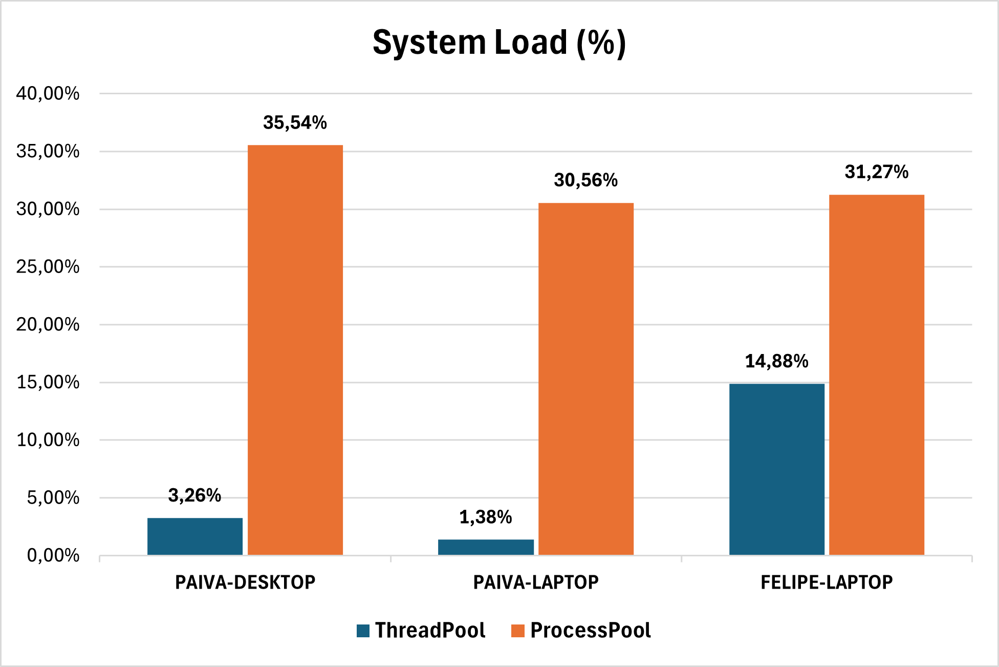 System Load (%)
40,00%
35,54%
35,00%
31,27%
30,56%
30,00%
25,00%
20,00%
14,88%
15,00%
10,00%
3,26%
5,00%
1,38%
0,00%
PAIVA-DESKTOP
PAIVA-LAPTOP
FELIPE-LAPTOP
ThreadPool
ProcessPool